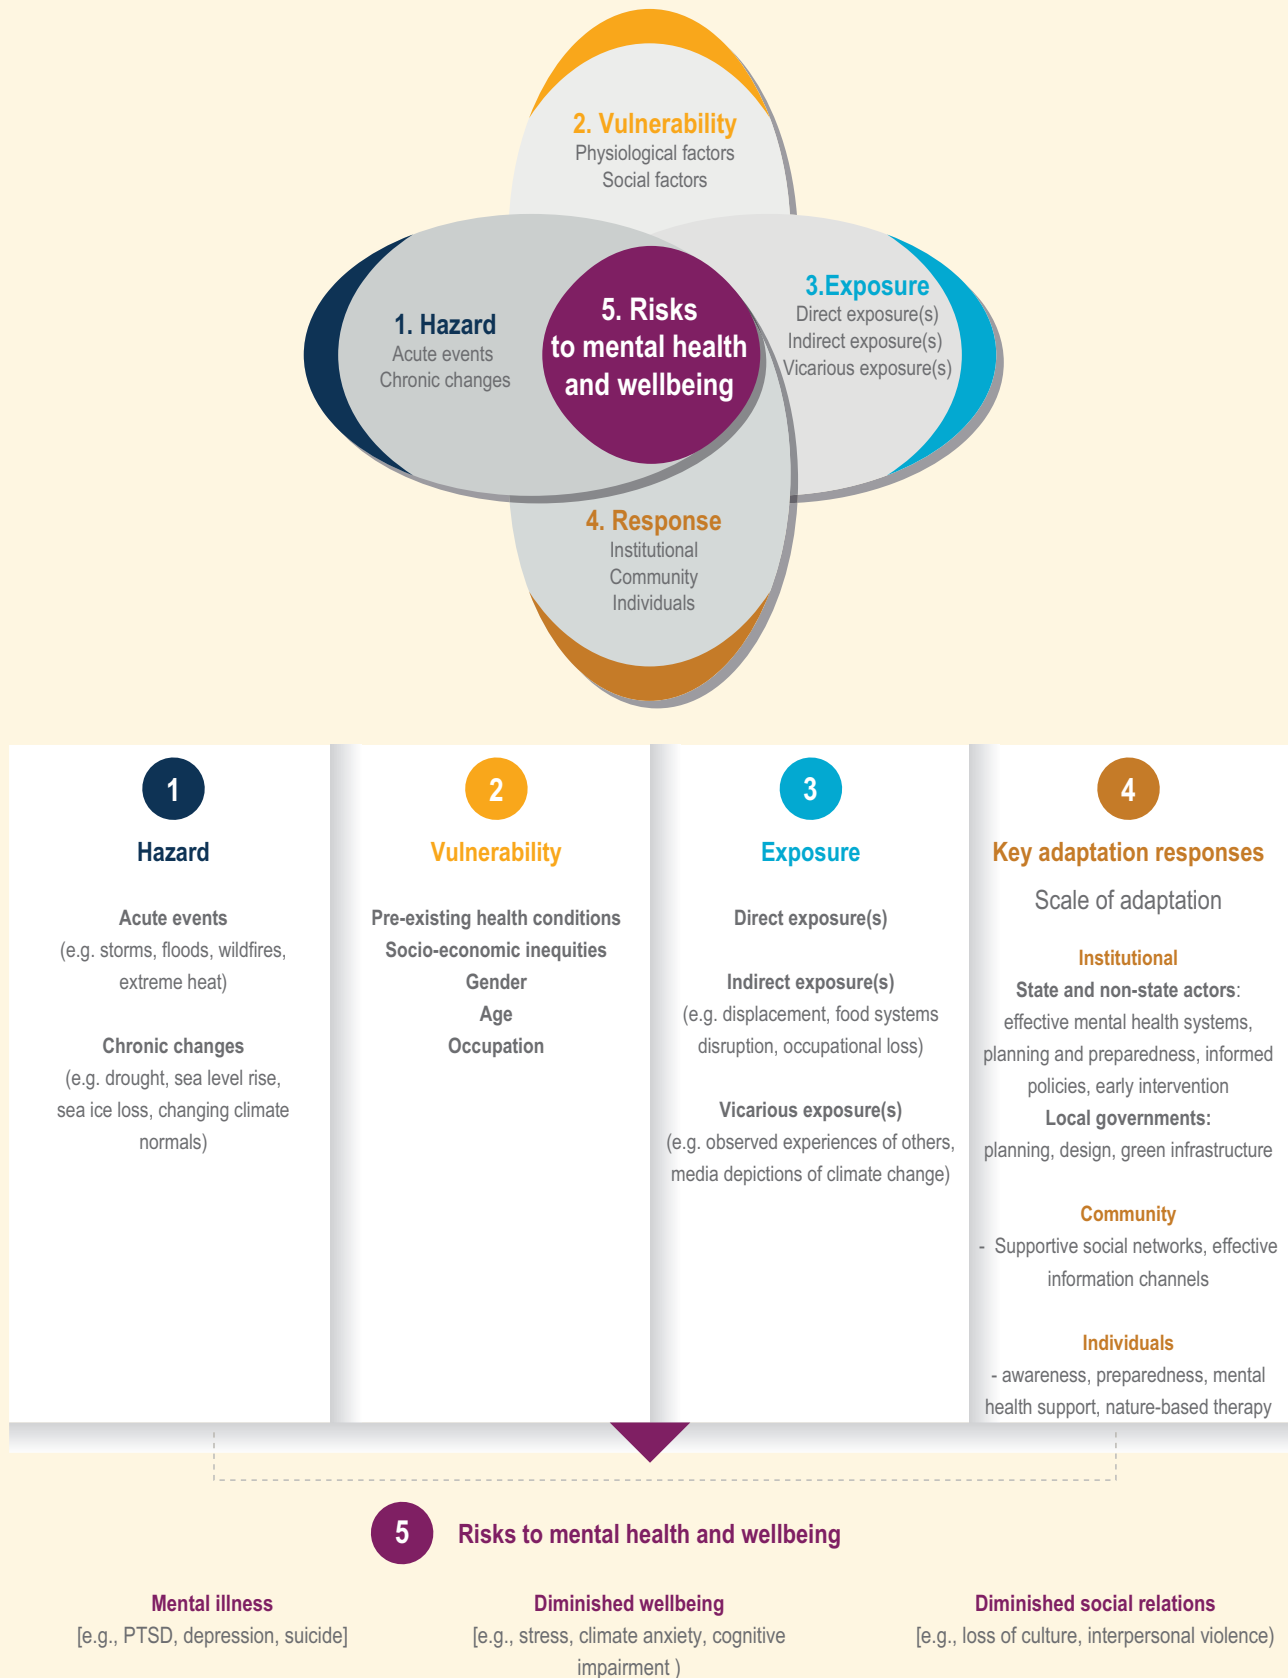 2. Vulnerability
Physiological factors
Social factors
1. Hazard
Acute events
Chronic changes
5. Risks
to mental health
and wellbeing
3.Exposure
Direct exposure(s)
Indirect exposure(s)
Vicarious exposure(s)
4. Response
Institutional
Community
Individuals
1
Hazard
Acute events
(e.g. storms, floods, wildfires,
extreme heat)
Chronic changes
(e.g. drought, sea level rise,
sea ice loss, changing climate
normals)
2
Vulnerability
Pre-existing health conditions
Socio-economic inequities
Gender
Age
Occupation
3
Exposure
Direct exposure(s)
Indirect exposure(s)
(e.g. displacement, food systems
disruption, occupational loss)
Vicarious exposure(s)
(e.g. observed experiences of others,
media depictions of climate change)
4
Key adaptation responses
Scale of adaptation
Institutional
State and non-state actors:
effective mental health systems,
planning and preparedness, informed
policies, early intervention
Local governments:
planning, design, green infrastructure
Community
- Supportive social networks, effective
information channels
Individuals
- awareness, preparedness, mental
health support, nature-based therapy
5
Risks to mental health and wellbeing
Mental illness
[e.g., PTSD, depression, suicide]
Diminished wellbeing
[e.g., stress, climate anxiety, cognitive
impairment )
Diminished social relations
[e.g., loss of culture, interpersonal violence)